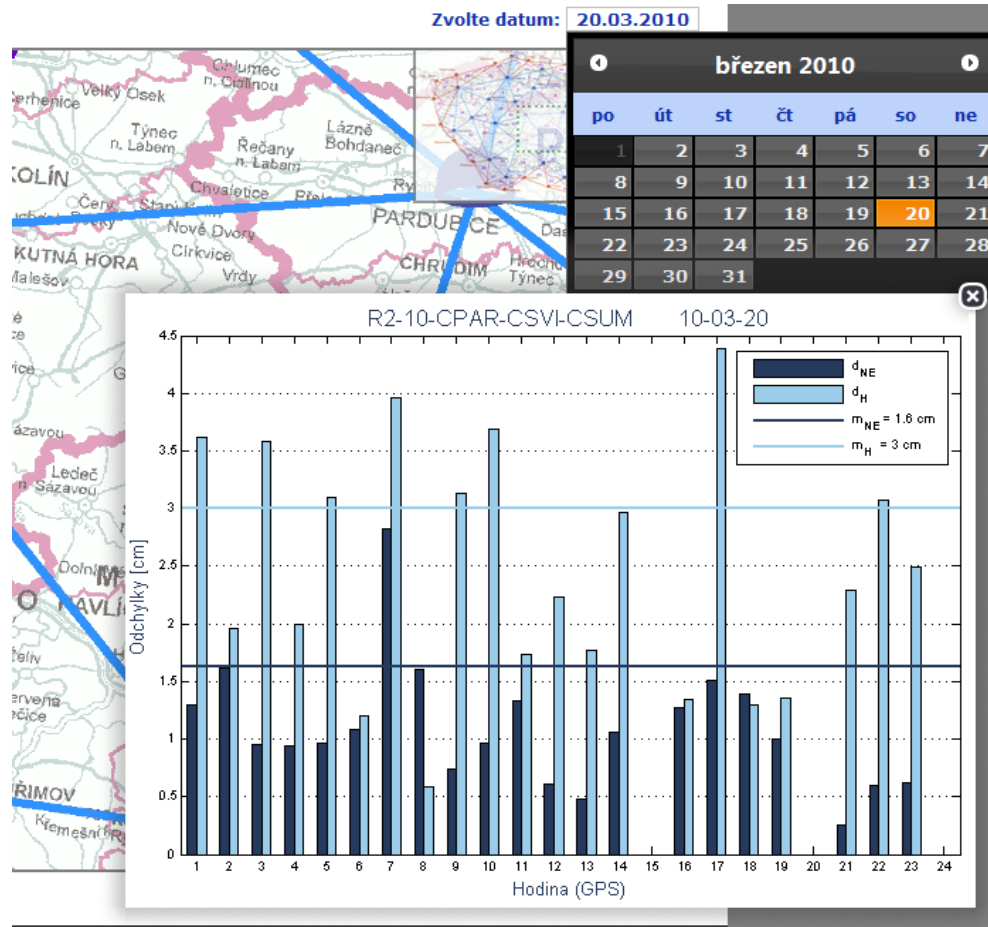 Zvolte datum: 20.03.2010
březen 2010
po út st čt pá so ne
1 2 3 4 5 6 7
8 9 10 11 12 13 14
15 16 17 18 19 20 21
22 23 24 25 26 27 28
29 30 31
Chlumec
n. Cidlinou
Velký Osek
Týnec
n. Labem
Řečany
n. Labem
Lázně
Bohdaneč
KOLÍN
Chvaletice
PARDUBICE
Nové Dvory
Církvice
KUTNÁ HORA
Malešov
Vrdy
CHRUDIM
Týnec
Ledeč
n. Sázavou
R2-10-CPAR-CSVI-CSUM 10-03-20
d_NE
d_H
m_NE = 1.6 cm
m_H = 3 cm
Odchylky [cm]
4.5
4
3.5
3
2.5
2
1.5
1
0.5
0
1 2 3 4 5 6 7 8 9 10 11 12 13 14 15 16 17 18 19 20 21 22 23 24
Hodina (GPS)